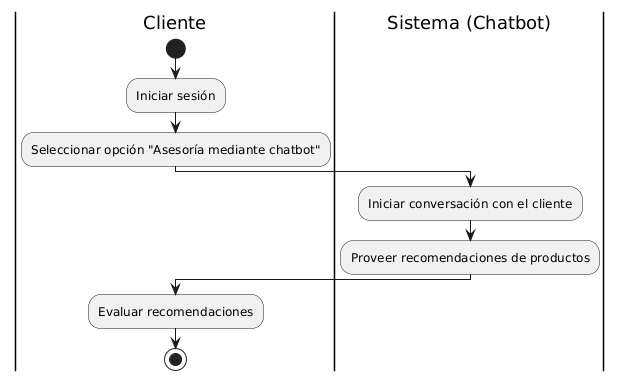 Cliente
Sistema (Chatbot)
Iniciar sesión
Seleccionar opción "Asesoría mediante chatbot"
Iniciar conversación con el cliente
Proveer recomendaciones de productos
Evaluar recomendaciones